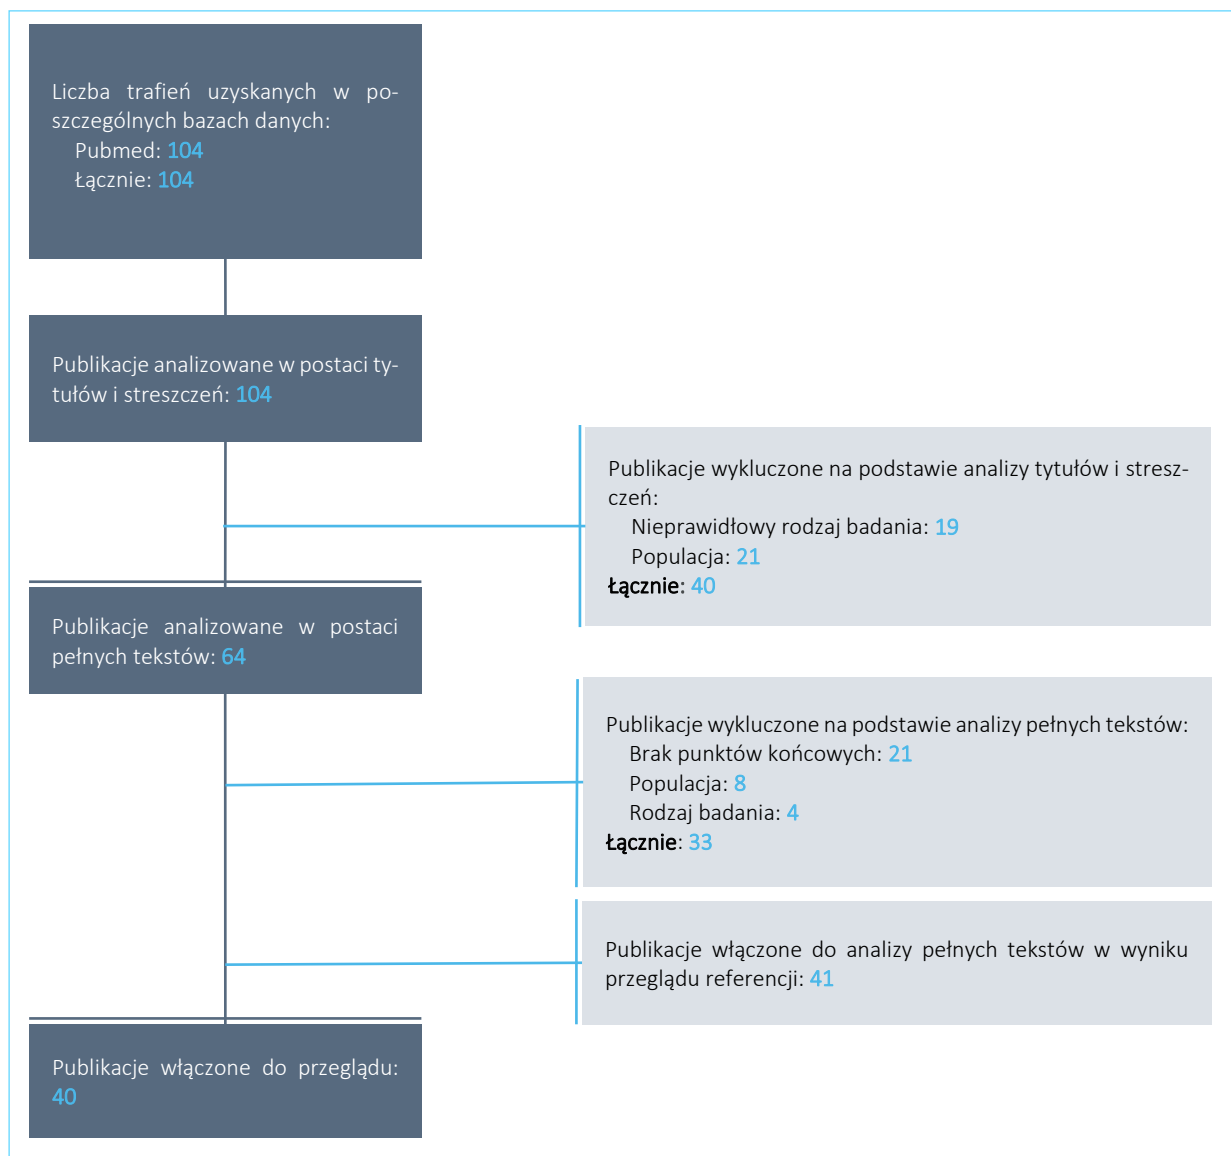 Liczba trafień uzyskanych w po-
szczególnych bazach danych:
Pubmed: 104
Łącznie: 104
Publikacje analizowane w postaci ty-
tułów i streszczeń: 104
Publikacje wykluczone na podstawie analizy tytułów i stresz-
czeń:
Nieprawidłowy rodzaj badania: 19
Populacja: 21
Łącznie: 40
Publikacje analizowane w postaci
pełnych tekstów: 64
Publikacje wykluczone na podstawie analizy pełnych tekstów:
Brak punktów końcowych: 21
Populacja: 8
Rodzaj badania: 4
Łącznie: 33
Publikacje włączone do analizy pełnych tekstów w wyniku
przeglądu referencji: 41
Publikacje włączone do przeglądu:
40